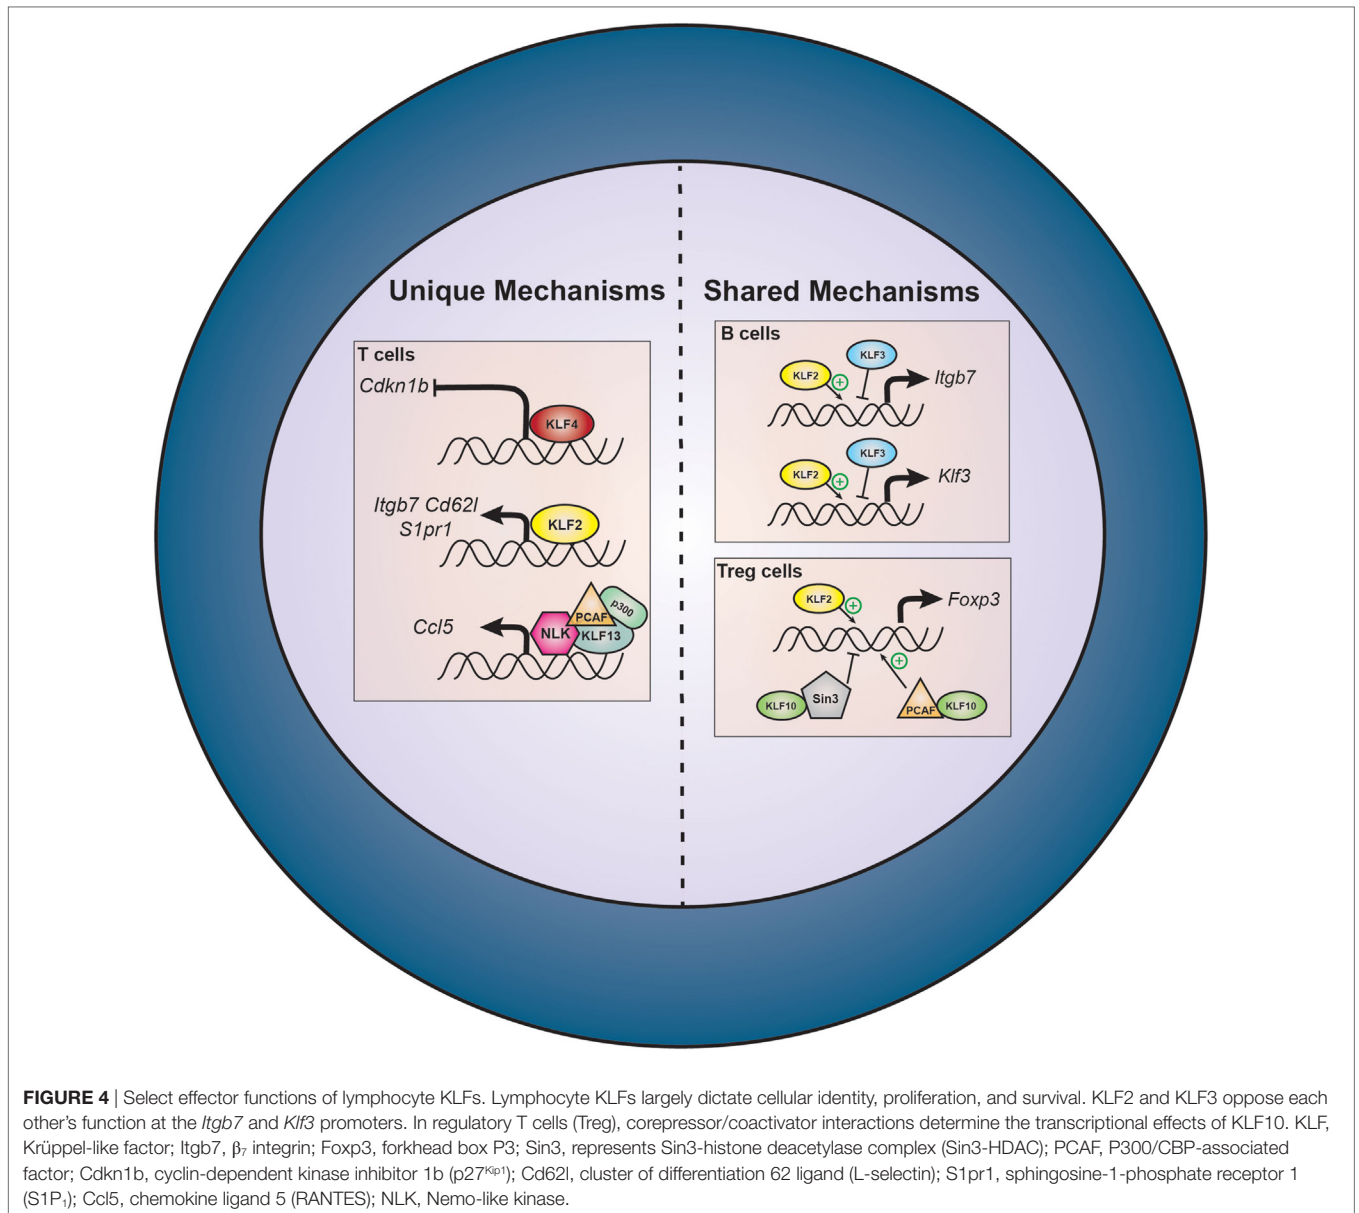 Unique Mechanisms
T cells
Cdkn1b
KLF4
Itgb7 Cd62l
S1pr1
KLF2
Ccl5
NLK
PCAF
p300
KLF13
Shared Mechanisms
B cells
KLF2
+
KLF3
Itgb7
KLF2
+
KLF3
Klf3
Treg cells
KLF2
+
Foxp3
+
KLF10
Sin3
PCAF
KLF10
FIGURE 4 | Select effector functions of lymphocyte KLFs. Lymphocyte KLFs largely dictate cellular identity, proliferation, and survival. KLF2 and KLF3 oppose each
other’s function at the Itgb7 and Klf3 promoters. In regulatory T cells (Treg), corepressor/coactivator interactions determine the transcriptional effects of KLF10. KLF,
Krüppel-like factor; Itgb7, β₇ integrin; Foxp3, forkhead box P3; Sin3, represents Sin3-histone deacetylase complex (Sin3-HDAC); PCAF, P300/CBP-associated
factor; Cdkn1b, cyclin-dependent kinase inhibitor 1b (p27ᴷⁱᵖ¹); Cd62l, cluster of differentiation 62 ligand (L-selectin); S1pr1, sphingosine-1-phosphate receptor 1
(S1P₁); Ccl5, chemokine ligand 5 (RANTES); NLK, Nemo-like kinase.